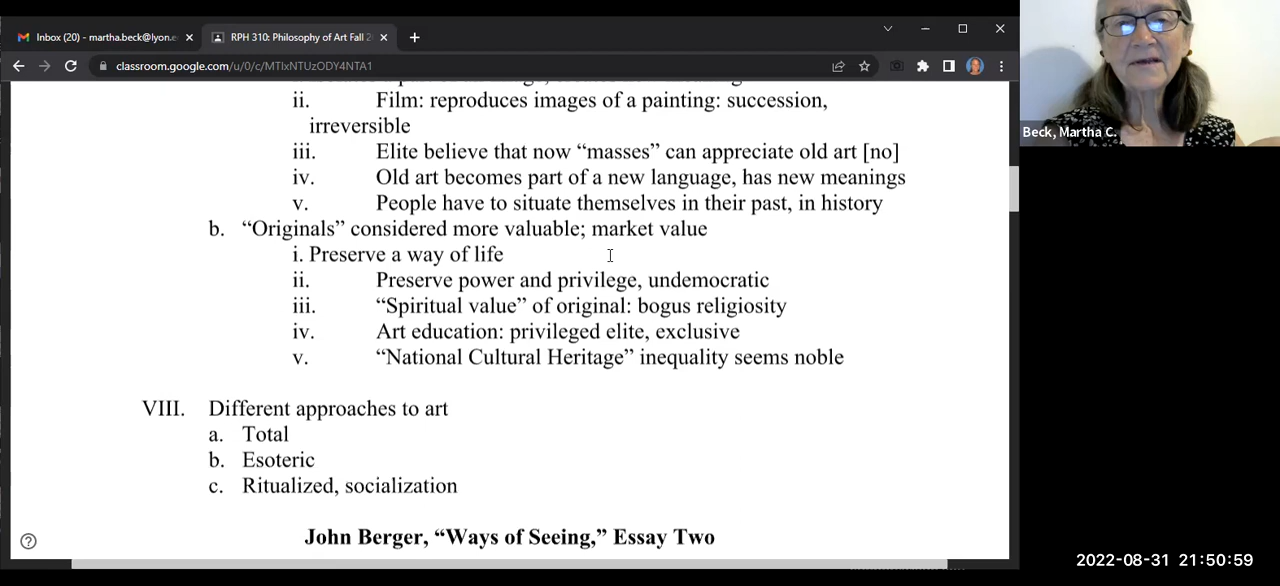 Inbox (20) - martha.beck@lyon.e
RPH 310: Philosophy of Art Fall 2
classroom.google.com/u/0/c/MTIxNTUzODY4NTA1
ii. Film: reproduces images of a painting: succession,
irreversible
iii. Elite believe that now “masses” can appreciate old art [no]
iv. Old art becomes part of a new language, has new meanings
v. People have to situate themselves in their past, in history
b. “Originals” considered more valuable; market value
i. Preserve a way of life
ii. Preserve power and privilege, undemocratic
iii. “Spiritual value” of original: bogus religiosity
iv. Art education: privileged elite, exclusive
v. “National Cultural Heritage” inequality seems noble
VIII. Different approaches to art
a. Total
b. Esoteric
c. Ritualized, socialization
John Berger, “Ways of Seeing,” Essay Two
Beck, Martha C.
2022-08-31 21:50:59